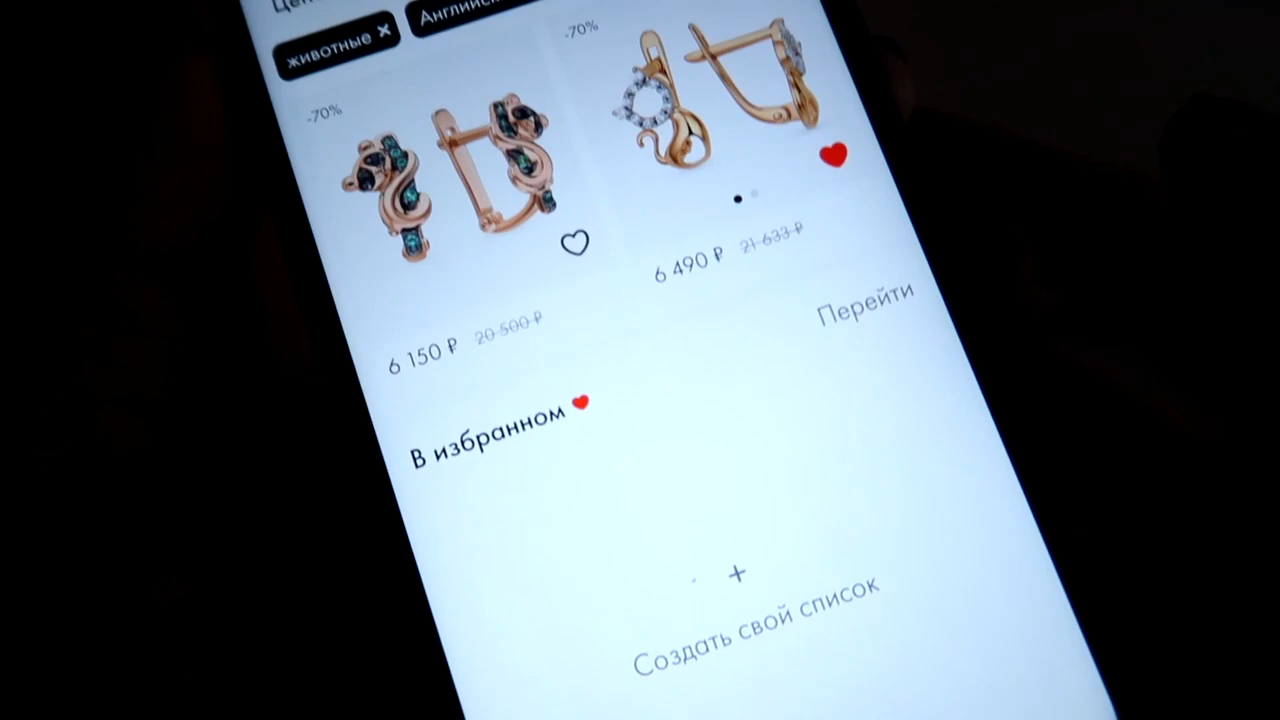 животные ×
-70%
-70%
6 490 ₽ 21 633 ₽
6 150 ₽ 20 500 ₽
Перейти
В избранном
+
Создать свой список